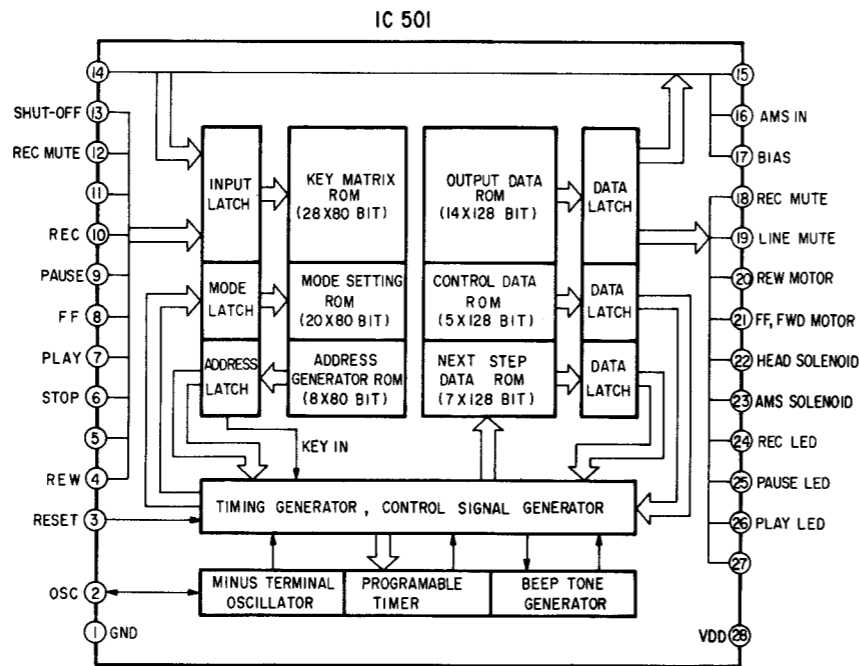 IC 501
14
13
SHUT-OFF
12
REC MUTE
11
10
REC
9
PAUSE
8
FF
7
PLAY
6
STOP
5
4
REW
3
RESET
2
OSC
1
GND
INPUT
LATCH
KEY MATRIX
ROM
(28X80 BIT)
MODE
LATCH
MODE SETTING
ROM
(20X80 BIT)
ADDRESS
LATCH
ADDRESS
GENERATOR ROM
(8X80 BIT)
OUTPUT DATA
ROM
(14X128 BIT)
DATA
LATCH
CONTROL DATA
ROM
(5X128 BIT)
DATA
LATCH
NEXT STEP
DATA ROM
(7X128 BIT)
DATA
LATCH
KEY IN
TIMING GENERATOR , CONTROL SIGNAL GENERATOR
MINUS TERMINAL
OSCILLATOR
PROGRAMABLE
TIMER
BEEP TONE
GENERATOR
15
16
AMS IN
17
BIAS
18
REC MUTE
19
LINE MUTE
20
REW MOTOR
21
FF, FWD MOTOR
22
HEAD SOLENOID
23
AMS SOLENOID
24
REC LED
25
PAUSE LED
26
PLAY LED
27
VDD
28